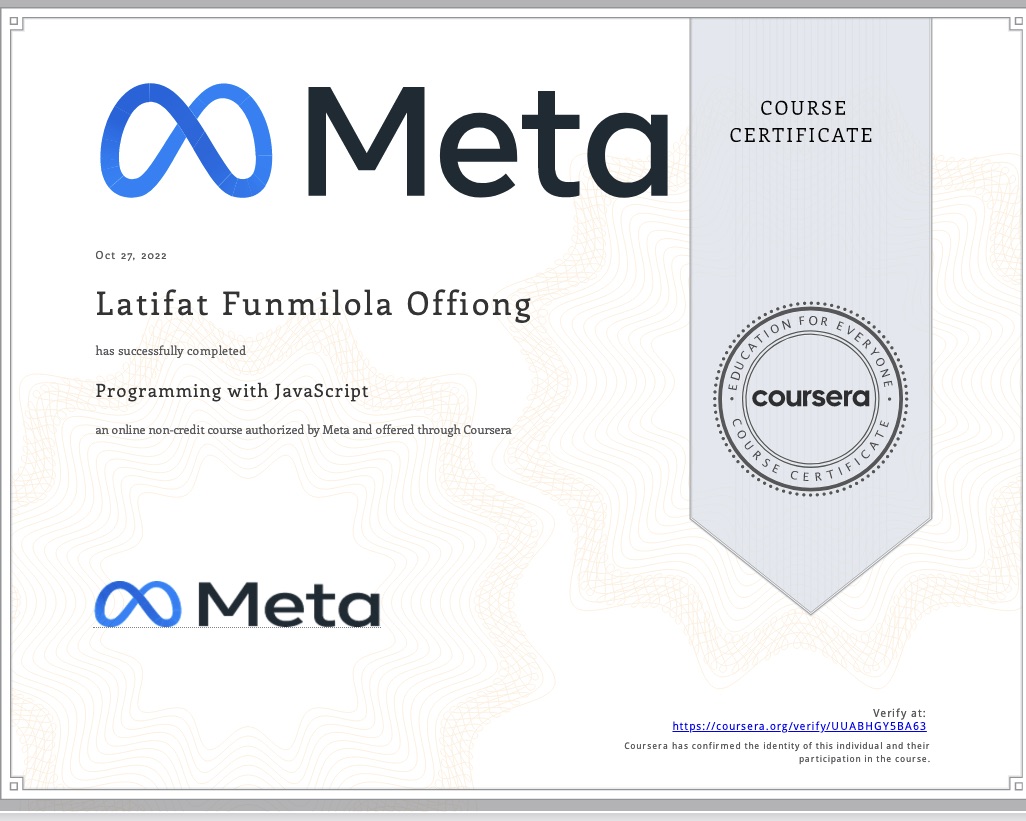 Meta
COURSE
CERTIFICATE
Oct 27, 2022
Latifat Funmilola Offiong
has successfully completed
Programming with JavaScript
an online non-credit course authorized by Meta and offered through Coursera
EDUCATION FOR EVERYONE
coursera
COURSE CERTIFICATE
Meta
Verify at:
https://coursera.org/verify/UUABHGY5BA63
Coursera has confirmed the identity of this individual and their
participation in the course.